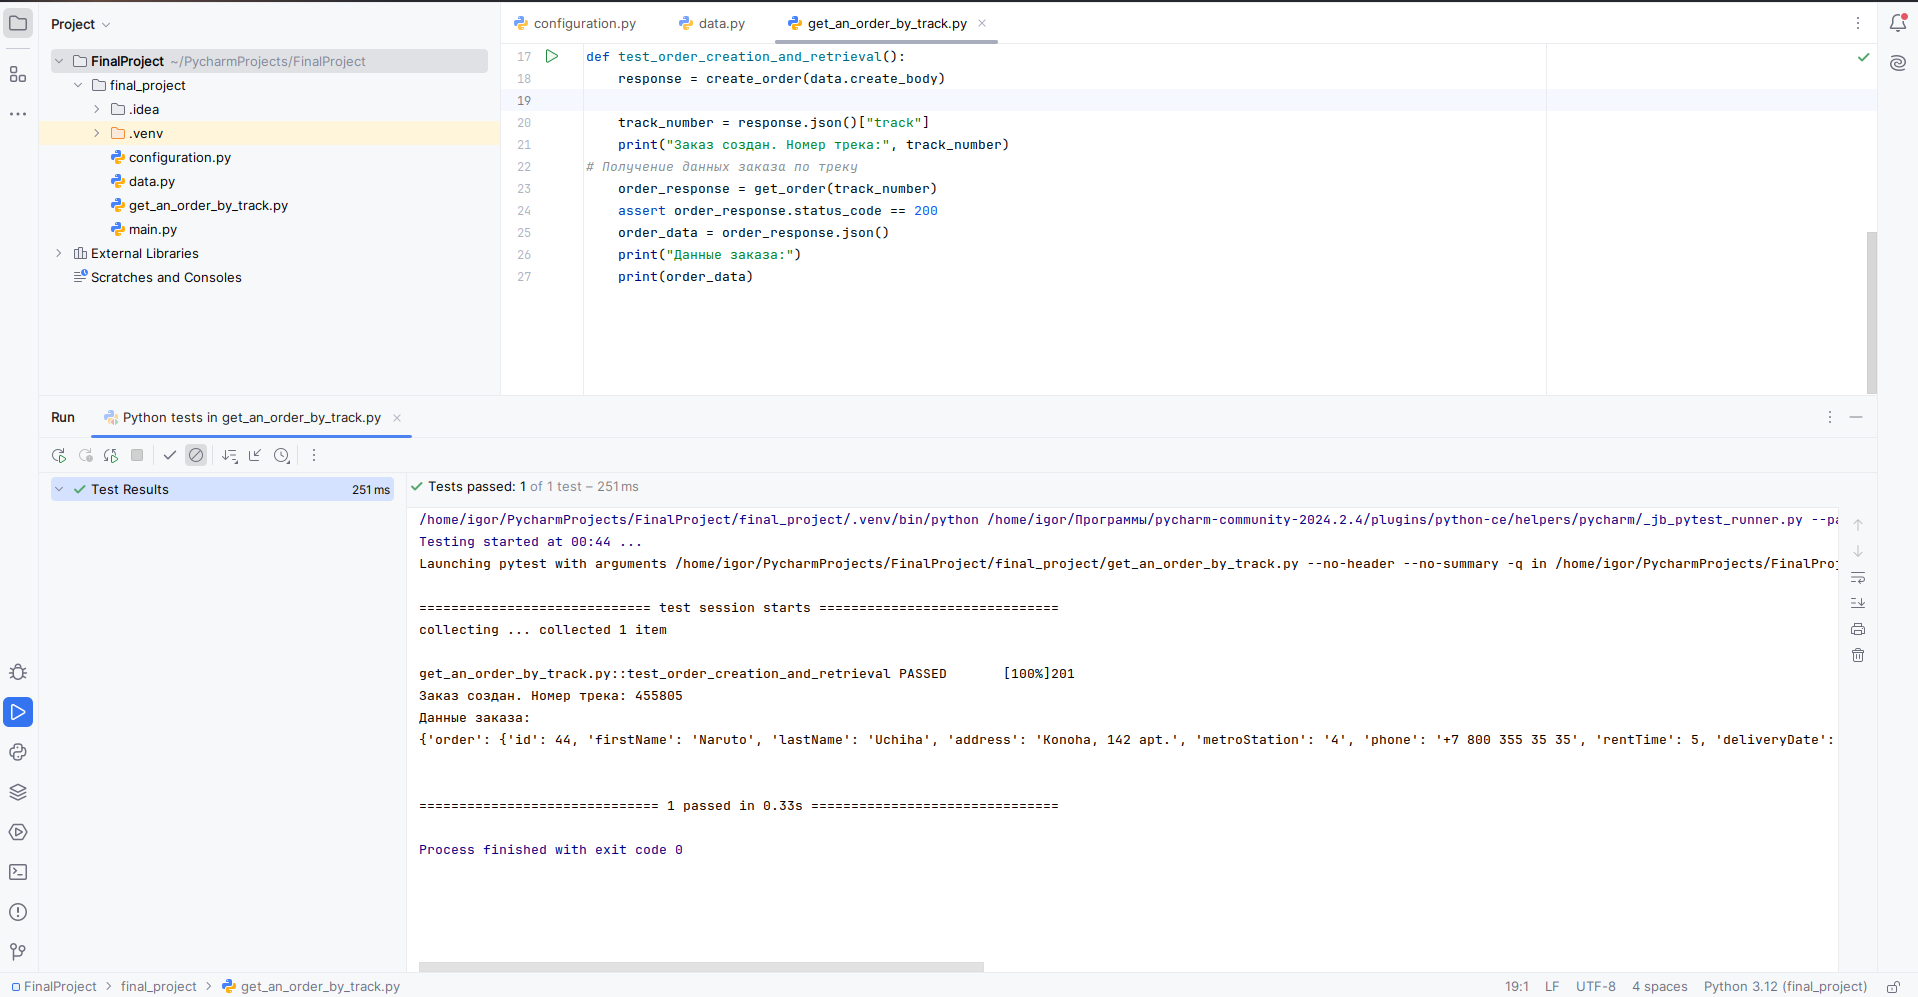 Project
FinalProject ~/PycharmProjects/FinalProject
final_project
.idea
.venv
configuration.py
data.py
get_an_order_by_track.py
main.py
External Libraries
Scratches and Consoles
configuration.py data.py get_an_order_by_track.py
17 def test_order_creation_and_retrieval():
18 response = create_order(data.create_body)
19
20 track_number = response.json()["track"]
21 print("Заказ создан. Номер трека:", track_number)
22 # Получение данных заказа по треку
23 order_response = get_order(track_number)
24 assert order_response.status_code == 200
25 order_data = order_response.json()
26 print("Данные заказа:")
27 print(order_data)
Run Python tests in get_an_order_by_track.py
Test Results 251 ms
Tests passed: 1 of 1 test – 251 ms
/home/igor/PycharmProjects/FinalProject/final_project/.venv/bin/python /home/igor/Программы/pycharm-community-2024.2.4/plugins/python-ce/helpers/pycharm/_jb_pytest_runner.py --pa
Testing started at 00:44 ...
Launching pytest with arguments /home/igor/PycharmProjects/FinalProject/final_project/get_an_order_by_track.py --no-header --no-summary -q in /home/igor/PycharmProjects/FinalProj
============================= test session starts ==============================
collecting ... collected 1 item
get_an_order_by_track.py::test_order_creation_and_retrieval PASSED [100%]201
Заказ создан. Номер трека: 455805
Данные заказа:
{'order': {'id': 44, 'firstName': 'Naruto', 'lastName': 'Uchiha', 'address': 'Konoha, 142 apt.', 'metroStation': '4', 'phone': '+7 800 355 35 35', 'rentTime': 5, 'deliveryDate':
============================== 1 passed in 0.33s ===============================
Process finished with exit code 0
FinalProject > final_project > get_an_order_by_track.py
19:1 LF UTF-8 4 spaces Python 3.12 (final_project)